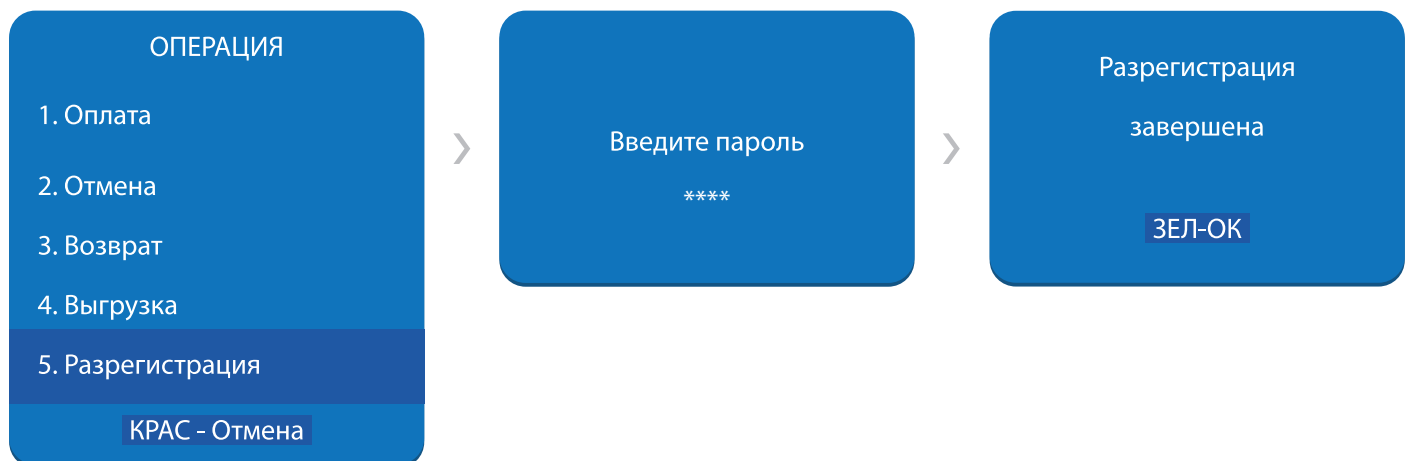 ОПЕРАЦИЯ
1. Оплата
2. Отмена
3. Возврат
4. Выгрузка
5. Разрегистрация
КРАС - Отмена
Введите пароль
****
Разрегистрация
завершена
ЗЕЛ-ОК